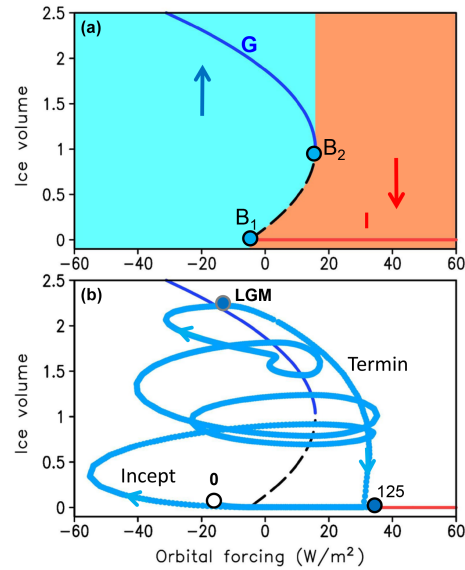 (a)
2.5
2
1.5
1
0.5
0
Ice volume
G
B2
B1
I
-60 -40 -20 0 20 40 60
(b)
2.5
2
1.5
1
0.5
0
Ice volume
LGM
Termin
Incept
0
125
-60 -40 -20 0 20 40 60
Orbital forcing (W/m²)